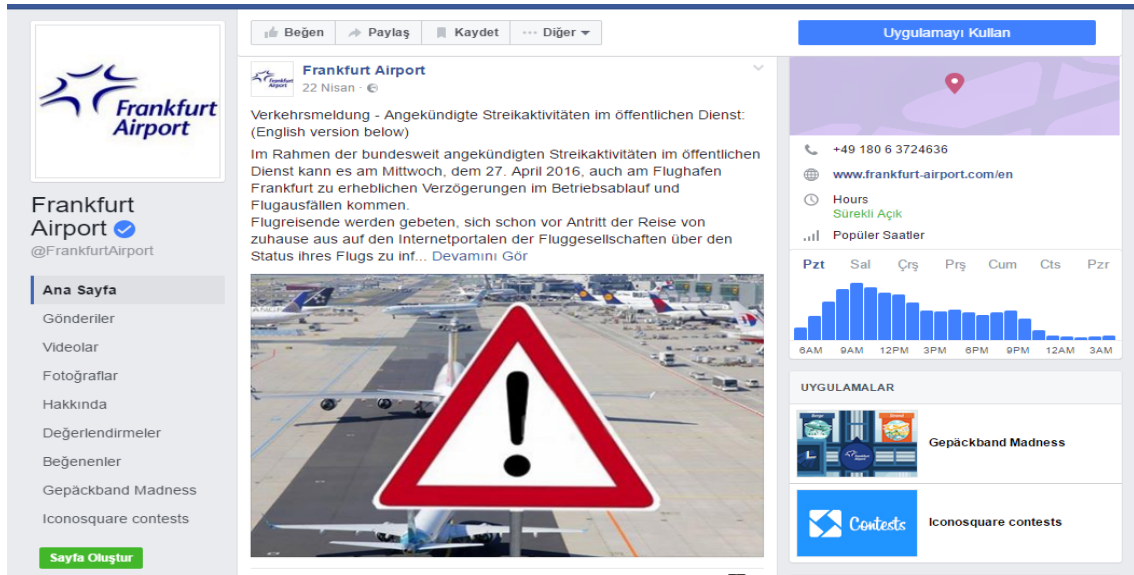 Frankfurt
Airport
Frankfurt
Airport
@FrankfurtAirport
Ana Sayfa
Gönderiler
Videolar
Fotoğraflar
Hakkında
Değerlendirmeler
Beğenenler
Gepäckband Madness
Iconosquare contests
Sayfa Oluştur
Beğen
Paylaş
Kaydet
Diğer
Frankfurt
Airport
Frankfurt Airport
22 Nisan ·
Verkehrsmeldung - Angekündigte Streikaktivitäten im öffentlichen Dienst:
(English version below)
Im Rahmen der bundesweit angekündigten Streikaktivitäten im öffentlichen
Dienst kann es am Mittwoch, dem 27. April 2016, auch am Flughafen
Frankfurt zu erheblichen Verzögerungen im Betriebsablauf und
Flugausfällen kommen.
Flugreisende werden gebeten, sich schon vor Antritt der Reise von
zuhause aus auf den Internetportalen der Fluggesellschaften über den
Status ihres Flugs zu inf... Devamını Gör
Uygulamayı Kullan
+49 180 6 3724636
www.frankfurt-airport.com/en
Hours
Sürekli Açık
Popüler Saatler
Pzt Sal Çrş Prş Cum Cts Pzr
6AM 9AM 12PM 3PM 6PM 9PM 12AM 3AM
UYGULAMALAR
Gepäckband Madness
Contests
Iconosquare contests